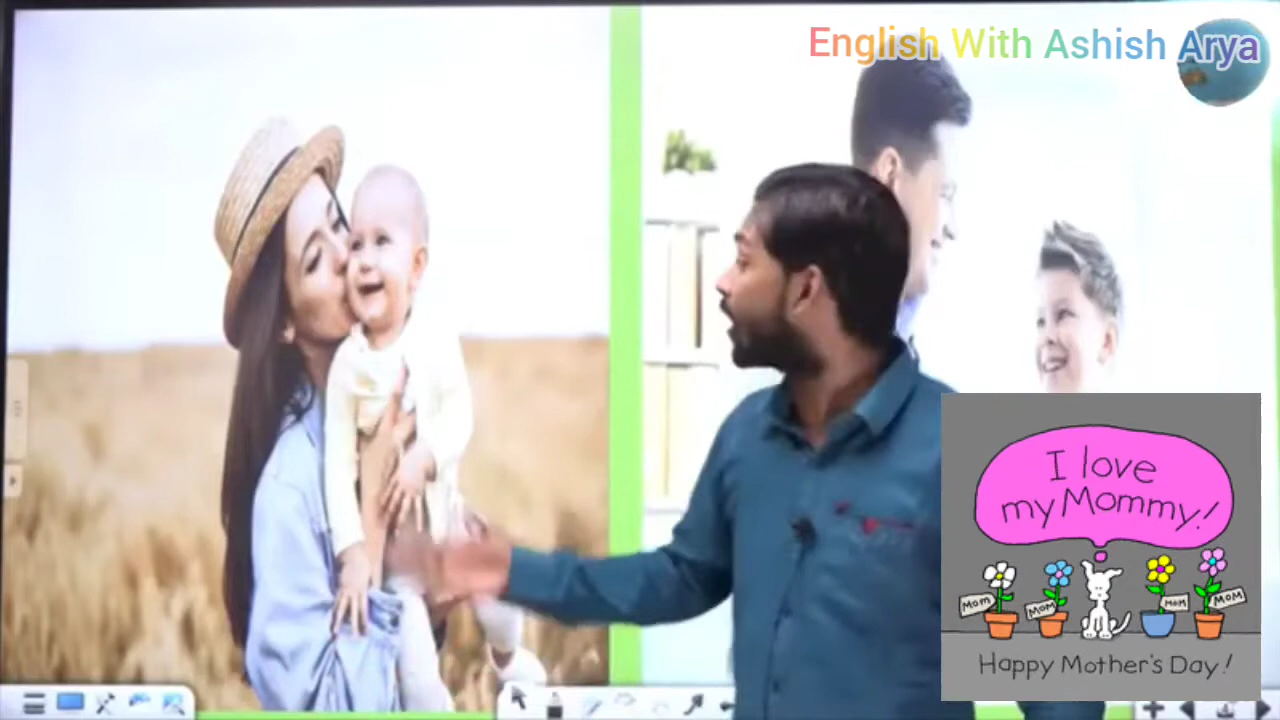 English With Ashish Arya
I love
my Mommy!
MOM
MOM
MOM
MOM
Happy Mother's Day!